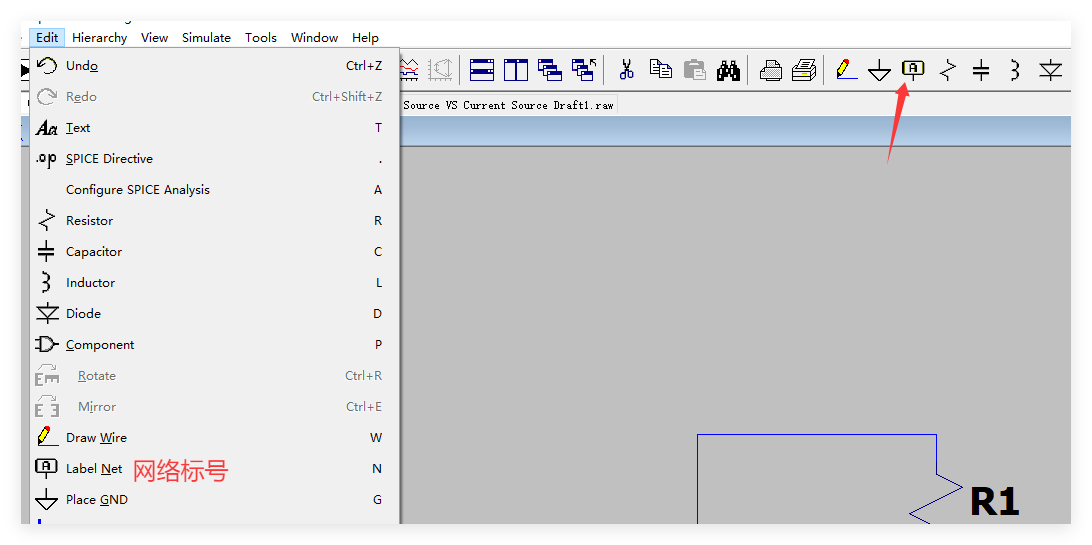 Edit Hierarchy View Simulate Tools Window Help
Undo Ctrl+Z
Redo Ctrl+Shift+Z
Source VS Current Source Draft1.raw
Text T
.op SPICE Directive .
Configure SPICE Analysis A
Resistor R
Capacitor C
Inductor L
Diode D
Component P
Rotate Ctrl+R
Mirror Ctrl+E
Draw Wire W
Label Net 网络标号 N
Place GND G
R1